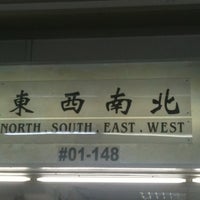 東西南北
NORTH . SOUTH . EAST . WEST
#01-148